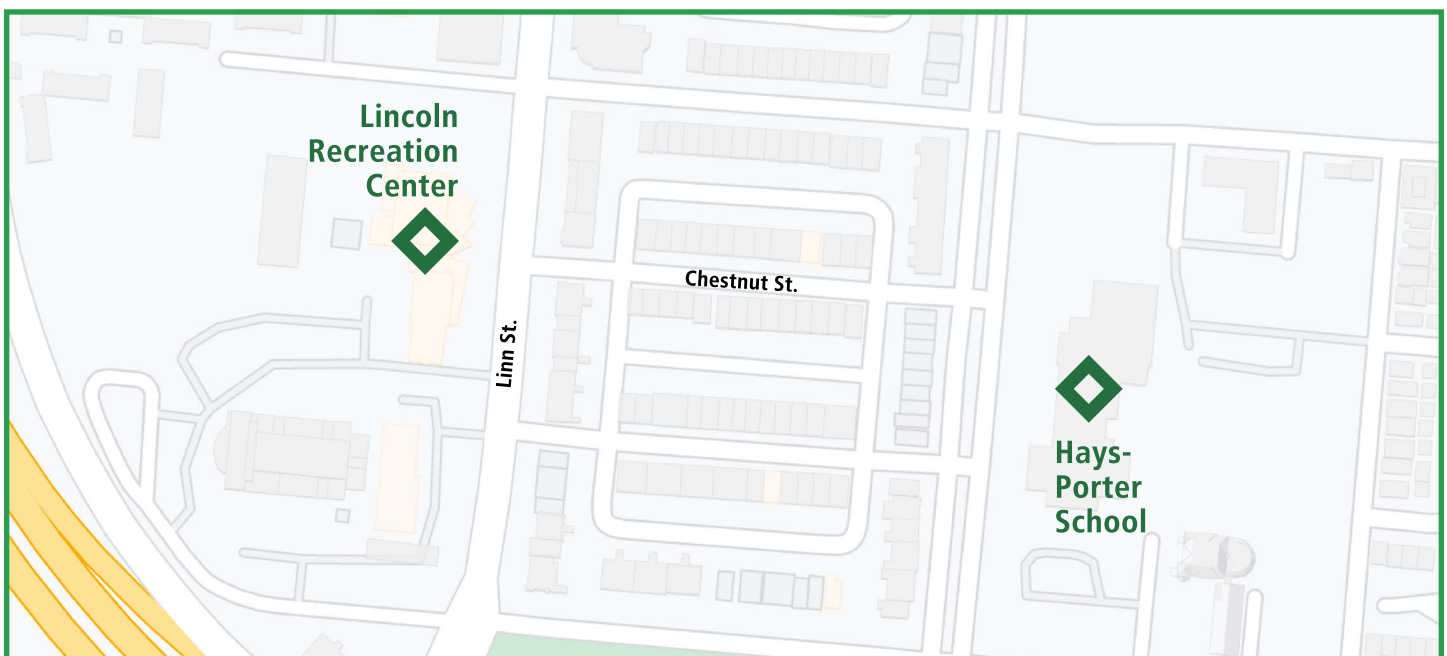 Lincoln
Recreation
Center
Chestnut St.
Linn St.
Hays-
Porter
School